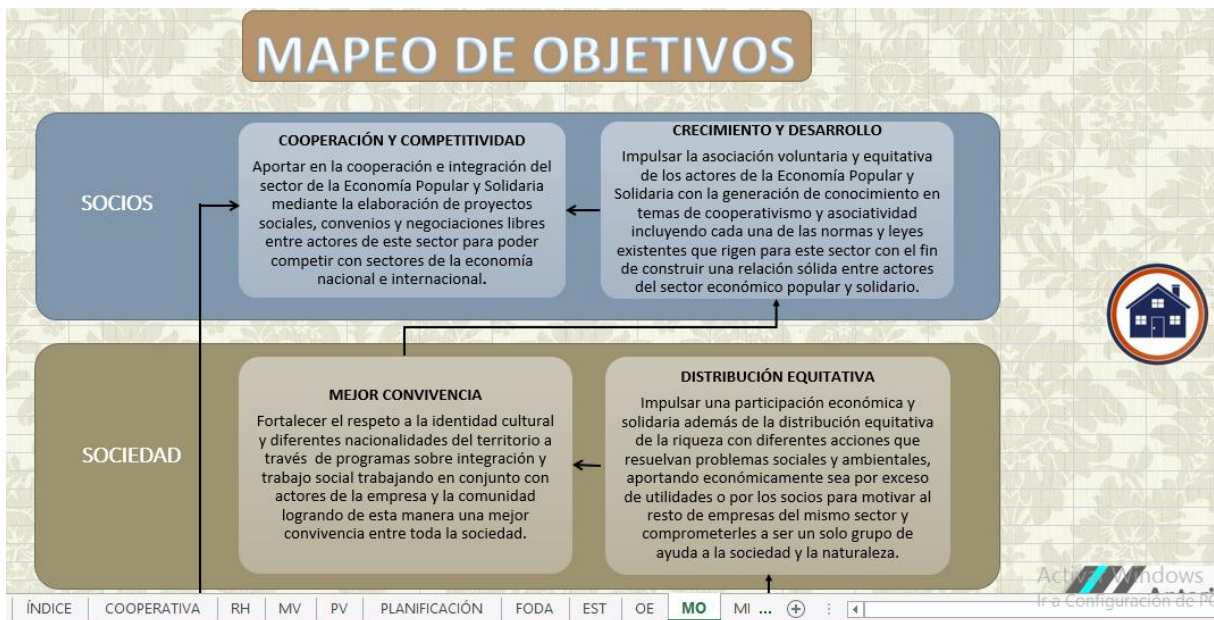 MAPEO DE OBJETIVOS
SOCIOS
COOPERACIÓN Y COMPETITIVIDAD
Aportar en la cooperación e integración del
sector de la Economía Popular y Solidaria
mediante la elaboración de proyectos
sociales, convenios y negociaciones libres
entre actores de este sector para poder
competir con sectores de la economía
nacional e internacional.
CRECIMIENTO Y DESARROLLO
Impulsar la asociación voluntaria y equitativa
de los actores de la Economía Popular y
Solidaria con la generación de conocimiento en
temas de cooperativismo y asociatividad
incluyendo cada una de las normas y leyes
existentes que rigen para este sector con el fin
de construir una relación sólida entre actores
del sector económico popular y solidario.
SOCIEDAD
MEJOR CONVIVENCIA
Fortalecer el respeto a la identidad cultural
y diferentes nacionalidades del territorio a
través de programas sobre integración y
trabajo social trabajando en conjunto con
actores de la empresa y la comunidad
logrando de esta manera una mejor
convivencia entre toda la sociedad.
DISTRIBUCIÓN EQUITATIVA
Impulsar una participación económica y
solidaria además de la distribución equitativa
de la riqueza con diferentes acciones que
resuelvan problemas sociales y ambientales,
aportando económicamente sea por exceso
de utilidades o por los socios para motivar al
resto de empresas del mismo sector y
comprometerles a ser un solo grupo de
ayuda a la sociedad y la naturaleza.
Activar Windows
Ir a Configuración de PC
ÍNDICE COOPERATIVA RH MV PV PLANIFICACIÓN FODA EST OE MO MI ...